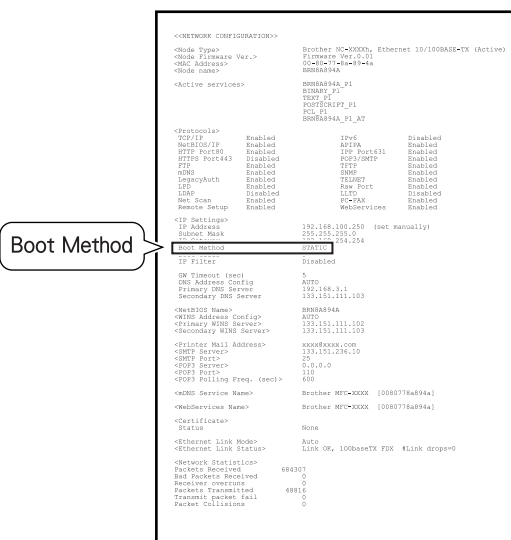 <<NETWORK CONFIGURATION>>
<Node Type> Brother NC-XXXXh, Ethernet 10/100BASE-TX (Active)
<Node Firmware Ver.> Firmware Ver.0.01
<MAC Address> 00-80-77-8a-89-4a
<Node name> BRN8A894A
<Active services> BRN8A894A_P1
BINARY_P1
TEXT_P1
POSTSCRIPT_P1
PCL_P1
BRN8A894A_P1_AT
<Protocols>
TCP/IP Enabled IPv6 Disabled
NetBIOS/IP Enabled APIPA Enabled
HTTP Port80 Enabled IPP Port631 Enabled
HTTPS Port443 Disabled POP3/SMTP Enabled
FTP Enabled TFTP Enabled
mDNS Enabled SNMP Enabled
LegacyAuth Enabled TELNET Enabled
LPD Enabled Raw Port Enabled
LDAP Disabled LLTD Disabled
Net Scan Enabled PC-FAX Enabled
Remote Setup Enabled WebServices Enabled
<IP Settings>
IP Address 192.168.100.250 (set manually)
Subnet Mask 255.255.255.0
Boot Method
Boot Method STATIC
IP Filter Disabled
GW Timeout (sec) 5
DNS Address Config AUTO
Primary DNS Server 192.168.3.1
Secondary DNS Server 133.151.111.103
<NetBIOS Name> BRN8A894A
<WINS Address Config> AUTO
<Primary WINS Server> 133.151.111.102
<Secondary WINS Server> 133.151.111.103
<Printer Mail Address> xxxx@xxxx.com
<SMTP Server> 133.151.236.10
<SMTP Port> 25
<POP3 Server> 0.0.0.0
<POP3 Port> 110
<POP3 Polling Freq. (sec)> 600
<mDNS Service Name> Brother MFC-XXXX [0080778a894a]
<WebServices Name> Brother MFC-XXXX [0080778a894a]
<Certificate>
Status None
<Ethernet Link Mode> Auto
<Ethernet Link Status> Link OK, 100baseTX FDX #Link drops=0
<Network Statistics>
Packets Received 684307
Bad Packets Received 0
Receiver overruns 0
Packets Transmitted 48816
Transmit packet fail 0
Packet Collisions 0